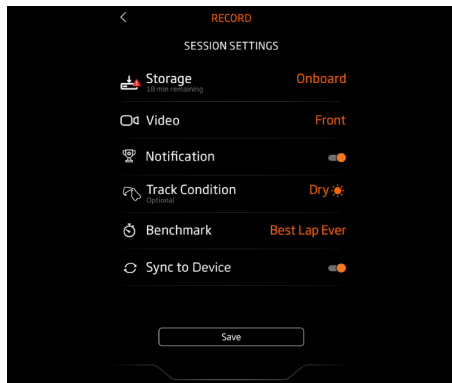 RECORD
SESSION SETTINGS
Storage Onboard
18 min remaining
Video Front
Notification
Track Condition Dry
Optional
Benchmark Best Lap Ever
Sync to Device
Save